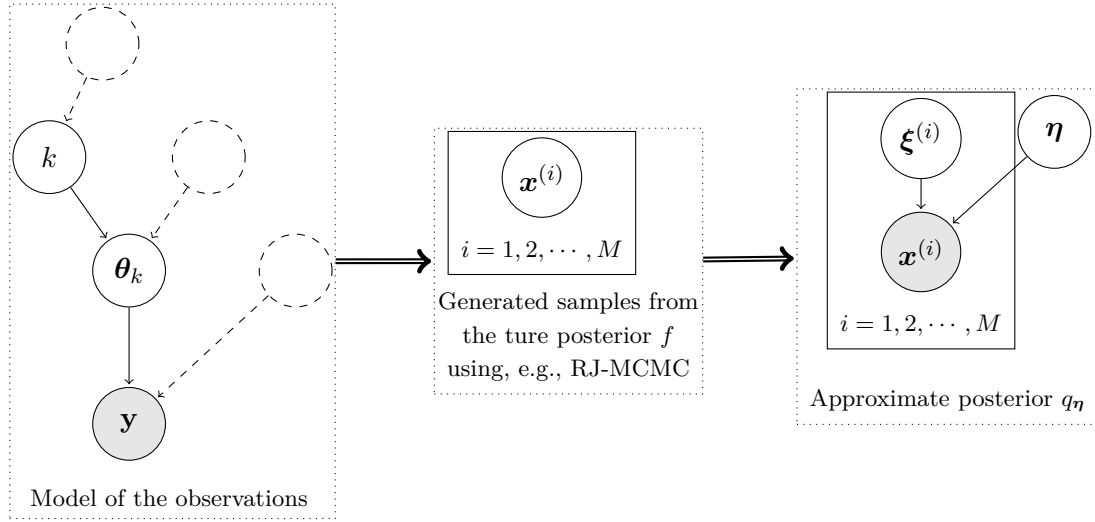 k
θ_k
y
Model of the observations
x^(i)
i = 1, 2, ⋯ , M
Generated samples from
the ture posterior f
using, e.g., RJ-MCMC
ξ^(i)
η
x^(i)
i = 1, 2, ⋯ , M
Approximate posterior q_η